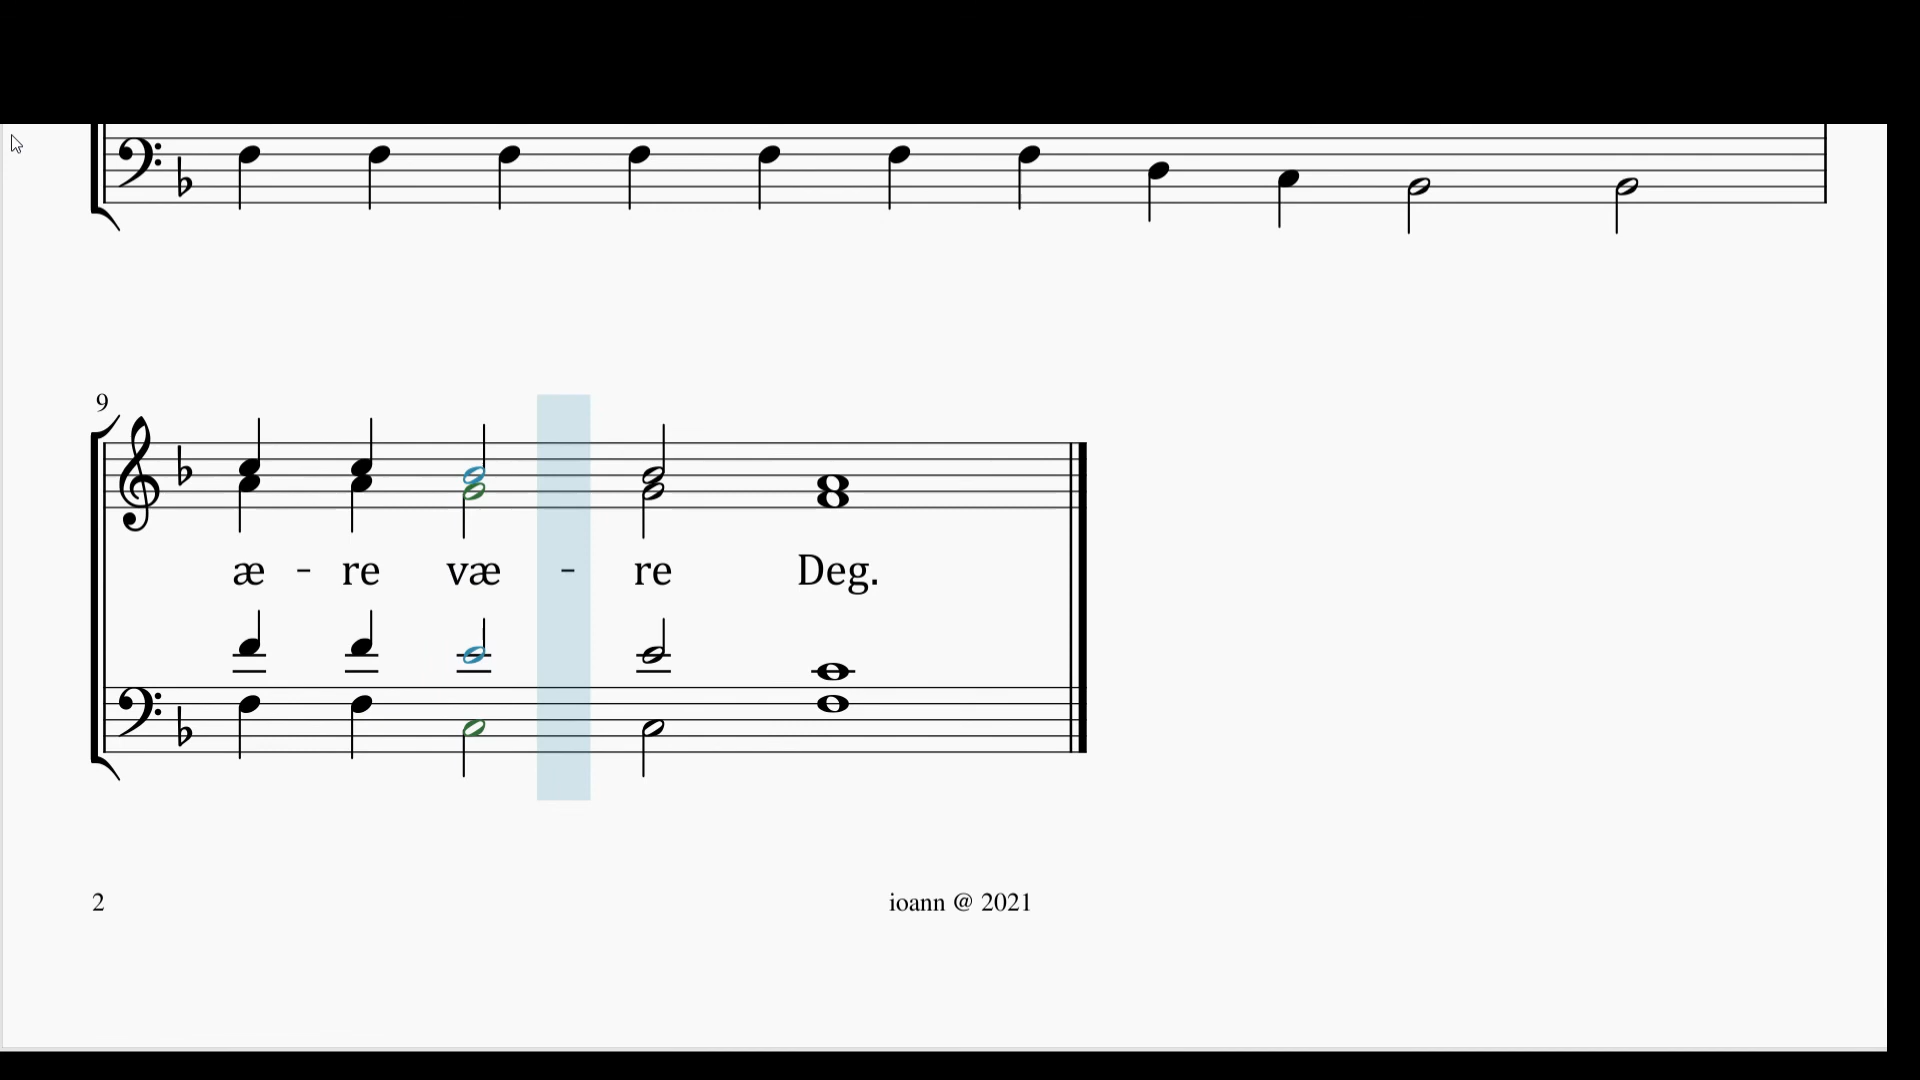 9
æ - re væ - re Deg.
2
ioann @ 2021